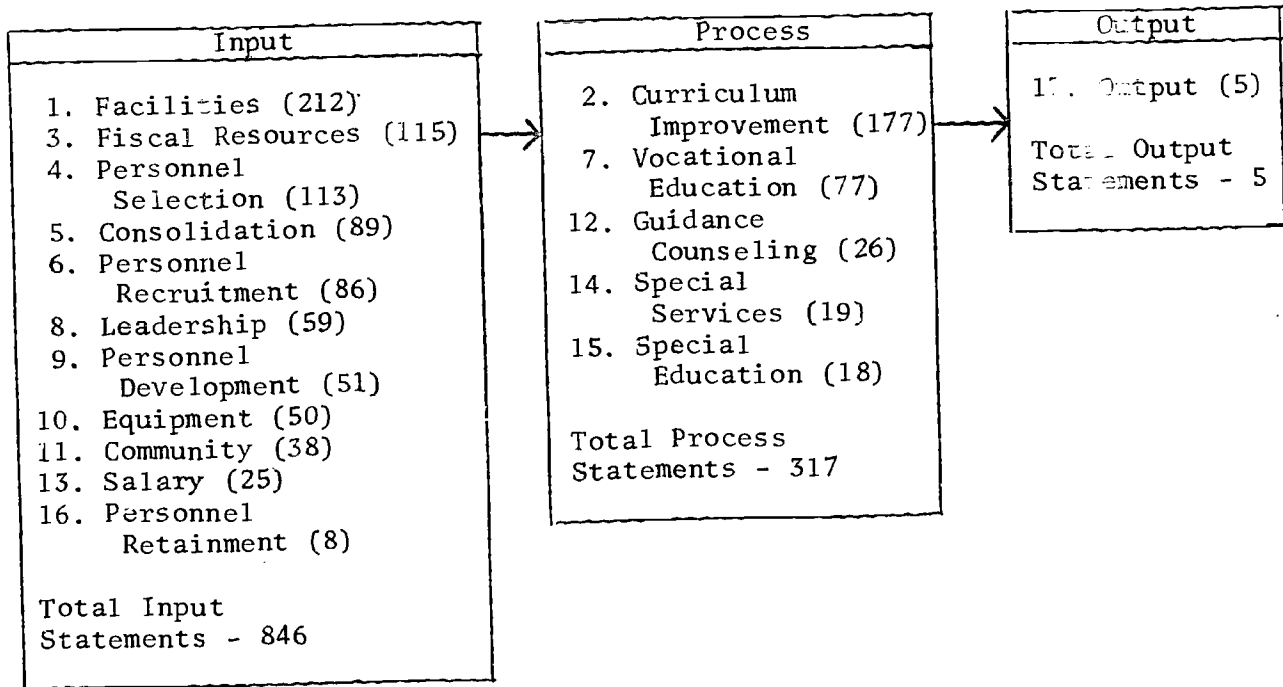 Input
1. Facilities (212)
3. Fiscal Resources (115)
4. Personnel
Selection (113)
5. Consolidation (89)
6. Personnel
Recruitment (86)
8. Leadership (59)
9. Personnel
Development (51)
10. Equipment (50)
11. Community (38)
13. Salary (25)
16. Personnel
Retainment (8)
Total Input
Statements - 846
Process
2. Curriculum
Improvement (177)
7. Vocational
Education (77)
12. Guidance
Counseling (26)
14. Special
Services (19)
15. Special
Education (18)
Total Process
Statements - 317
Output
Output (5)
Total Output
Statements - 5